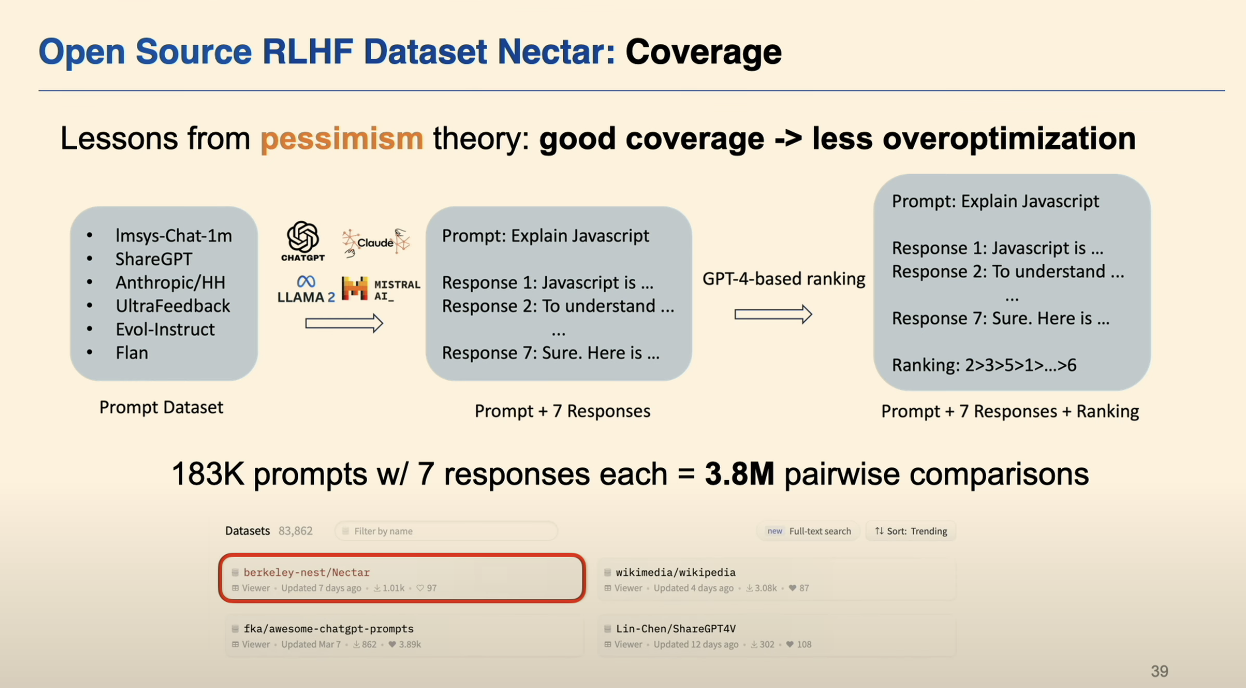 Open Source RLHF Dataset Nectar: Coverage
Lessons from pessimism theory: good coverage -> less overoptimization
• lmsys-Chat-1m
• ShareGPT
• Anthropic/HH
• UltraFeedback
• Evol-Instruct
• Flan
Prompt Dataset
CHATGPT
Claude
LLAMA 2
MISTRAL
AI_
Prompt: Explain Javascript
Response 1: Javascript is ...
Response 2: To understand ...
...
Response 7: Sure. Here is ...
Prompt + 7 Responses
GPT-4-based ranking
Prompt: Explain Javascript
Response 1: Javascript is ...
Response 2: To understand ...
...
Response 7: Sure. Here is ...
Ranking: 2>3>5>1>...>6
Prompt + 7 Responses + Ranking
183K prompts w/ 7 responses each = 3.8M pairwise comparisons
Datasets 83,862 Filter by name new Full-text search ↑↓ Sort: Trending
berkeley-nest/Nectar
Viewer • Updated 7 days ago • 1.01k • 97
wikimedia/wikipedia
Viewer • Updated 4 days ago • 3.08k • 87
fka/awesome-chatgpt-prompts
Viewer • Updated Mar 7 • 862 • 3.89k
Lin-Chen/ShareGPT4V
Viewer • Updated 12 days ago • 302 • 108
39